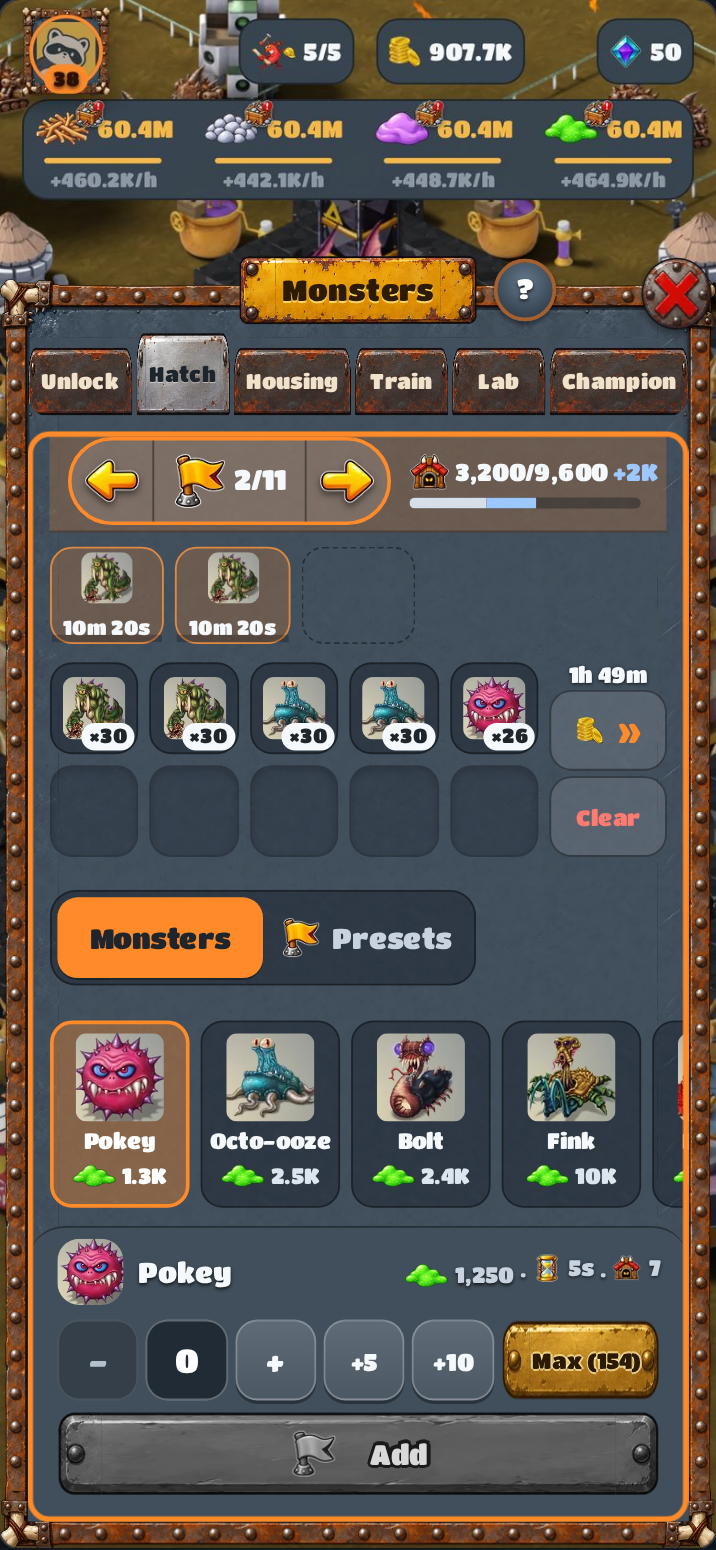 38
5/5
907.7K
50
60.4M
60.4M
60.4M
60.4M
+460.2K/h
+442.1K/h
+448.7K/h
+464.9K/h
Monsters
?
Unlock
Hatch
Housing
Train
Lab
Champion
2/11
3,200/9,600 +2K
10m 20s
10m 20s
×30
×30
×30
×30
×26
1h 49m
Clear
Monsters
Presets
Pokey
1.3K
Octo-ooze
2.5K
Bolt
2.4K
Fink
10K
Pokey
1,250 · 5s · 7
-
0
+
+5
+10
Max (154)
Add